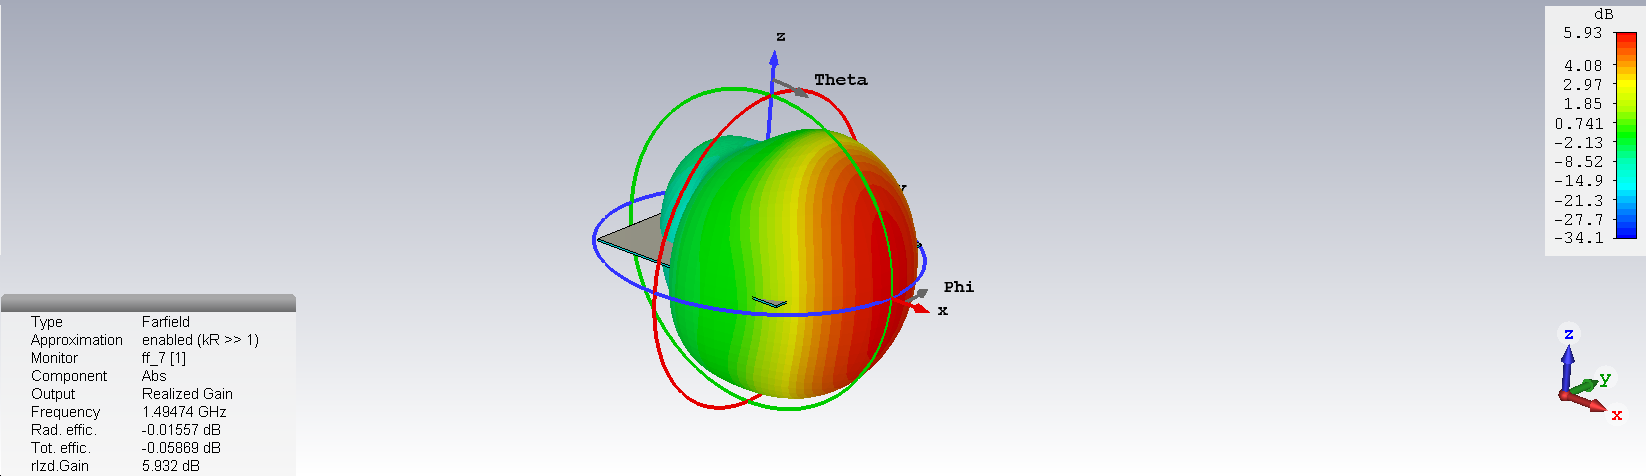 dB
5.93
4.08
2.97
1.85
0.741
-2.13
-8.52
-14.9
-21.3
-27.7
-34.1
z
Theta
Phi
x
z
y
x
Type Farfield
Approximation enabled (kR >> 1)
Monitor ff_7 [1]
Component Abs
Output Realized Gain
Frequency 1.49474 GHz
Rad. effic. -0.01557 dB
Tot. effic. -0.05869 dB
rlzd.Gain 5.932 dB